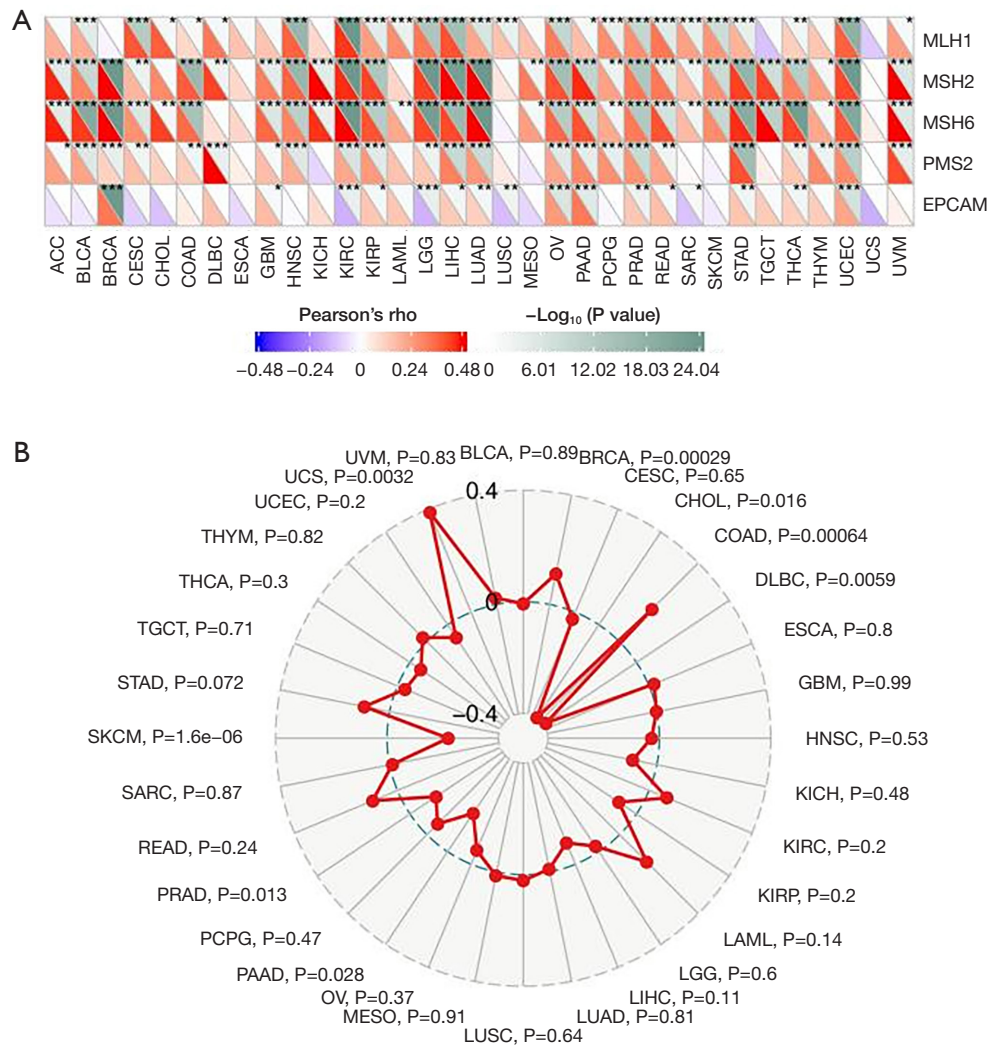 A
MLH1
MSH2
MSH6
PMS2
EPCAM
ACC BLCA BRCA CESC CHOL COAD DLBC ESCA GBM HNSC KICH KIRC KIRP LAML LGG LIHC LUAD LUSC MESO OV PAAD PCPG PRAD READ SARC SKCM STAD TGCT THCA THYM UCEC UCS UVM
Pearson's rho
−Log₁₀ (P value)
−0.48 −0.24 0 0.24 0.48
0 6.01 12.02 18.03 24.04
B
BLCA, P=0.89
BRCA, P=0.00029
CESC, P=0.65
CHOL, P=0.016
COAD, P=0.00064
DLBC, P=0.0059
ESCA, P=0.8
GBM, P=0.99
HNSC, P=0.53
KICH, P=0.48
KIRC, P=0.2
KIRP, P=0.2
LAML, P=0.14
LGG, P=0.6
LIHC, P=0.11
LUAD, P=0.81
LUSC, P=0.64
MESO, P=0.91
OV, P=0.37
PAAD, P=0.028
PCPG, P=0.47
PRAD, P=0.013
READ, P=0.24
SARC, P=0.87
SKCM, P=1.6e−06
STAD, P=0.072
TGCT, P=0.71
THCA, P=0.3
THYM, P=0.82
UCEC, P=0.2
UCS, P=0.0032
UVM, P=0.83
0.4
0
−0.4